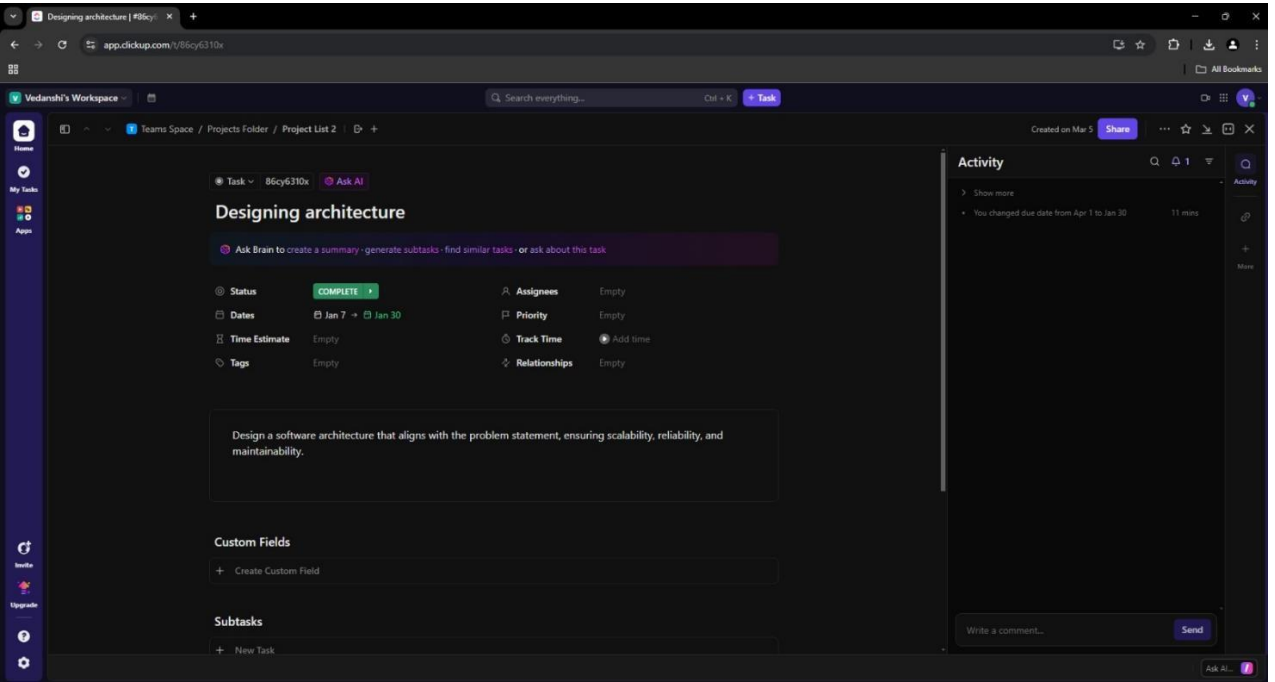 Designing architecture | #86cy6
app.clickup.com/t/86cy6310x
All Bookmarks
V Vedanshi's Workspace
Search everything... Ctrl + K + Task
V
Home
My Tasks
Apps
Invite
Upgrade
T Teams Space / Projects Folder / Project List 2
Created on Mar 5 Share
Task 86cy6310x Ask AI
Designing architecture
Ask Brain to create a summary · generate subtasks · find similar tasks · or ask about this task
Status COMPLETE Assignees Empty
Dates Jan 7 → Jan 30 Priority Empty
Time Estimate Empty Track Time Add time
Tags Empty Relationships Empty
Design a software architecture that aligns with the problem statement, ensuring scalability, reliability, and
maintainability.
Custom Fields
+ Create Custom Field
Subtasks
+ New Task
Activity 1
Show more
You changed due date from Apr 1 to Jan 30 11 mins
Write a comment... Send
Activity
More
Ask AI...